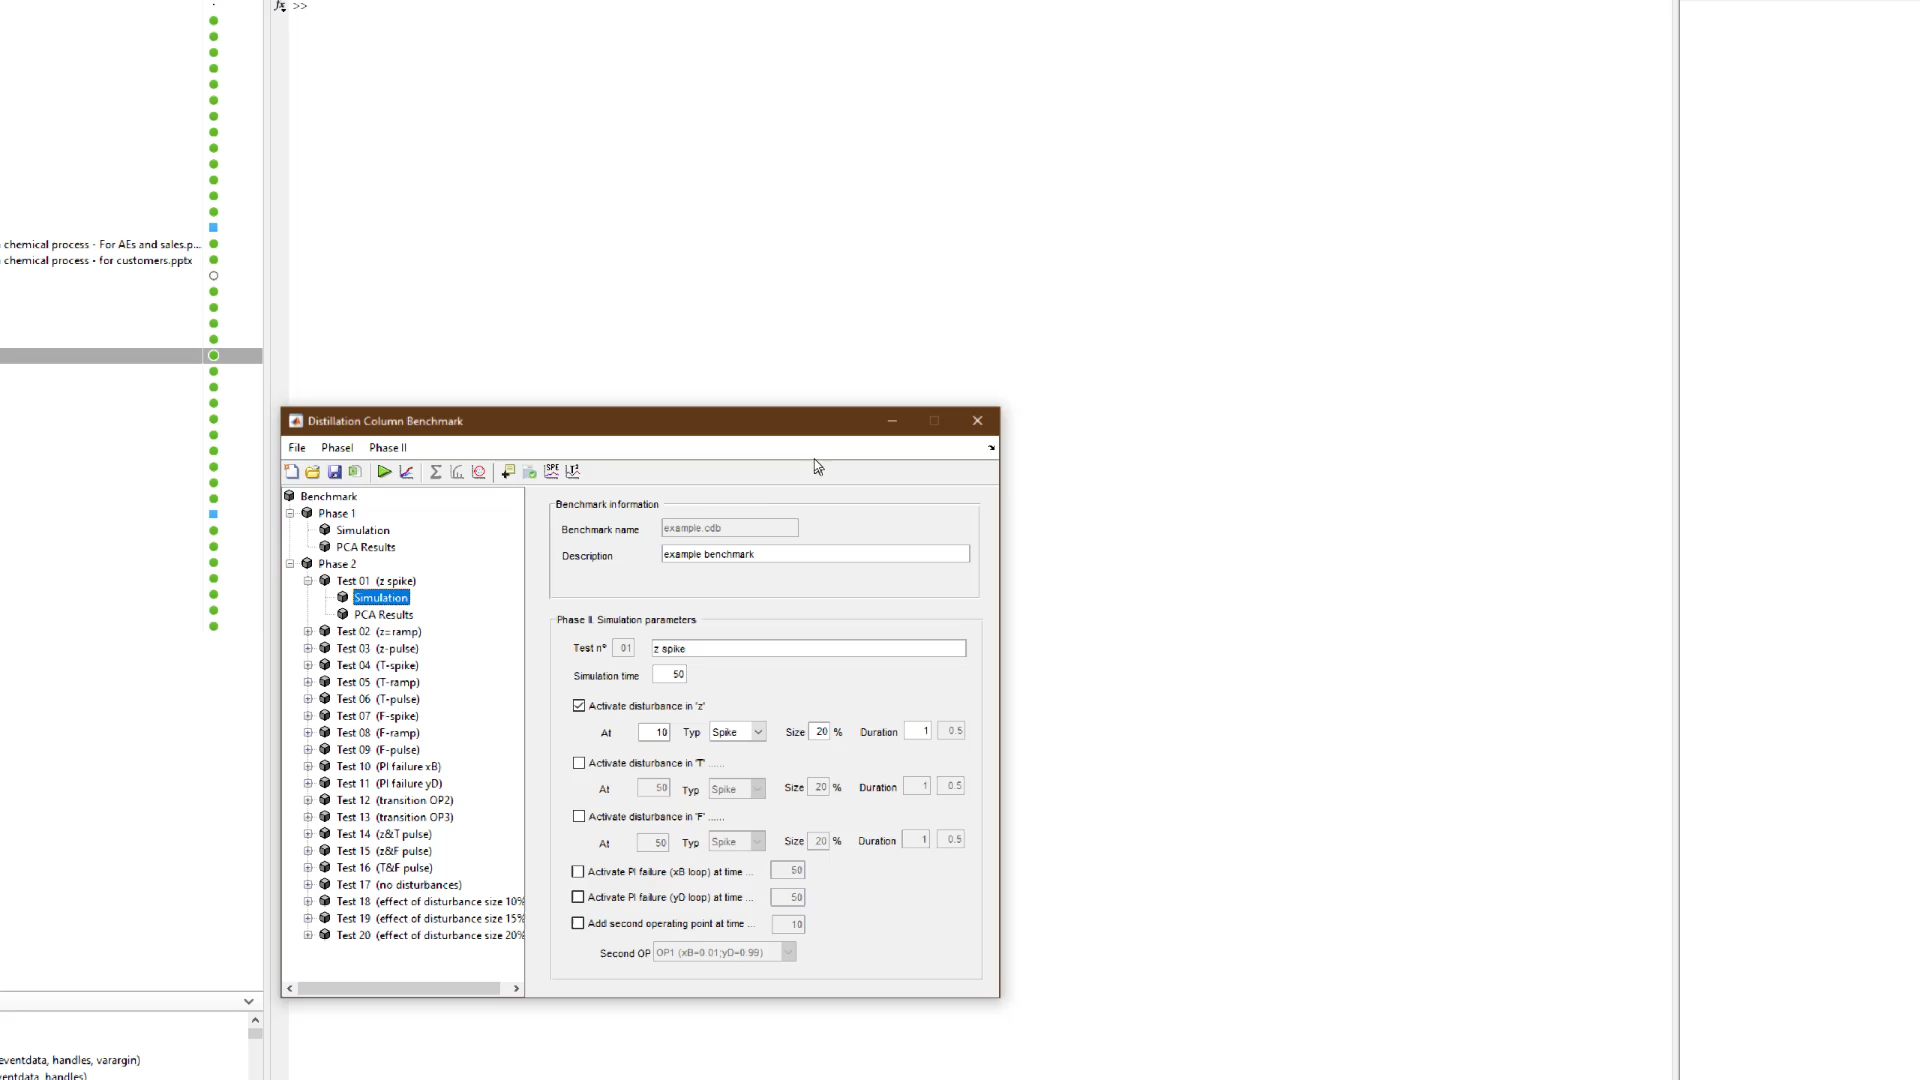 fx >>
chemical process - For AEs and sales.p...
chemical process - for customers.pptx
Distillation Column Benchmark
File PhaseI Phase II
SPE T²
Benchmark
Phase 1
Simulation
PCA Results
Phase 2
Test 01 (z spike)
Simulation
PCA Results
Test 02 (z=ramp)
Test 03 (z-pulse)
Test 04 (T-spike)
Test 05 (T-ramp)
Test 06 (T-pulse)
Test 07 (F-spike)
Test 08 (F-ramp)
Test 09 (F-pulse)
Test 10 (PI failure xB)
Test 11 (PI failure yD)
Test 12 (transition OP2)
Test 13 (transition OP3)
Test 14 (z&T pulse)
Test 15 (z&F pulse)
Test 16 (T&F pulse)
Test 17 (no disturbances)
Test 18 (effect of disturbance size 10%
Test 19 (effect of disturbance size 15%
Test 20 (effect of disturbance size 20%
Benchmark information
Benchmark name example.cdb
Description example benchmark
Phase II. Simulation parameters
Test nº 01 z spike
Simulation time 50
Activate disturbance in 'z'
At 10 Typ Spike Size 20 % Duration 1 0.5
Activate disturbance in 'T' ......
At 50 Typ Spike Size 20 % Duration 1 0.5
Activate disturbance in 'F' ......
At 50 Typ Spike Size 20 % Duration 1 0.5
Activate PI failure (xB loop) at time ... 50
Activate PI failure (yD loop) at time ... 50
Add second operating point at time ... 10
Second OP OP1 (xB=0.01;yD=0.99)
eventdata, handles, varargin)
ventdata, handles)